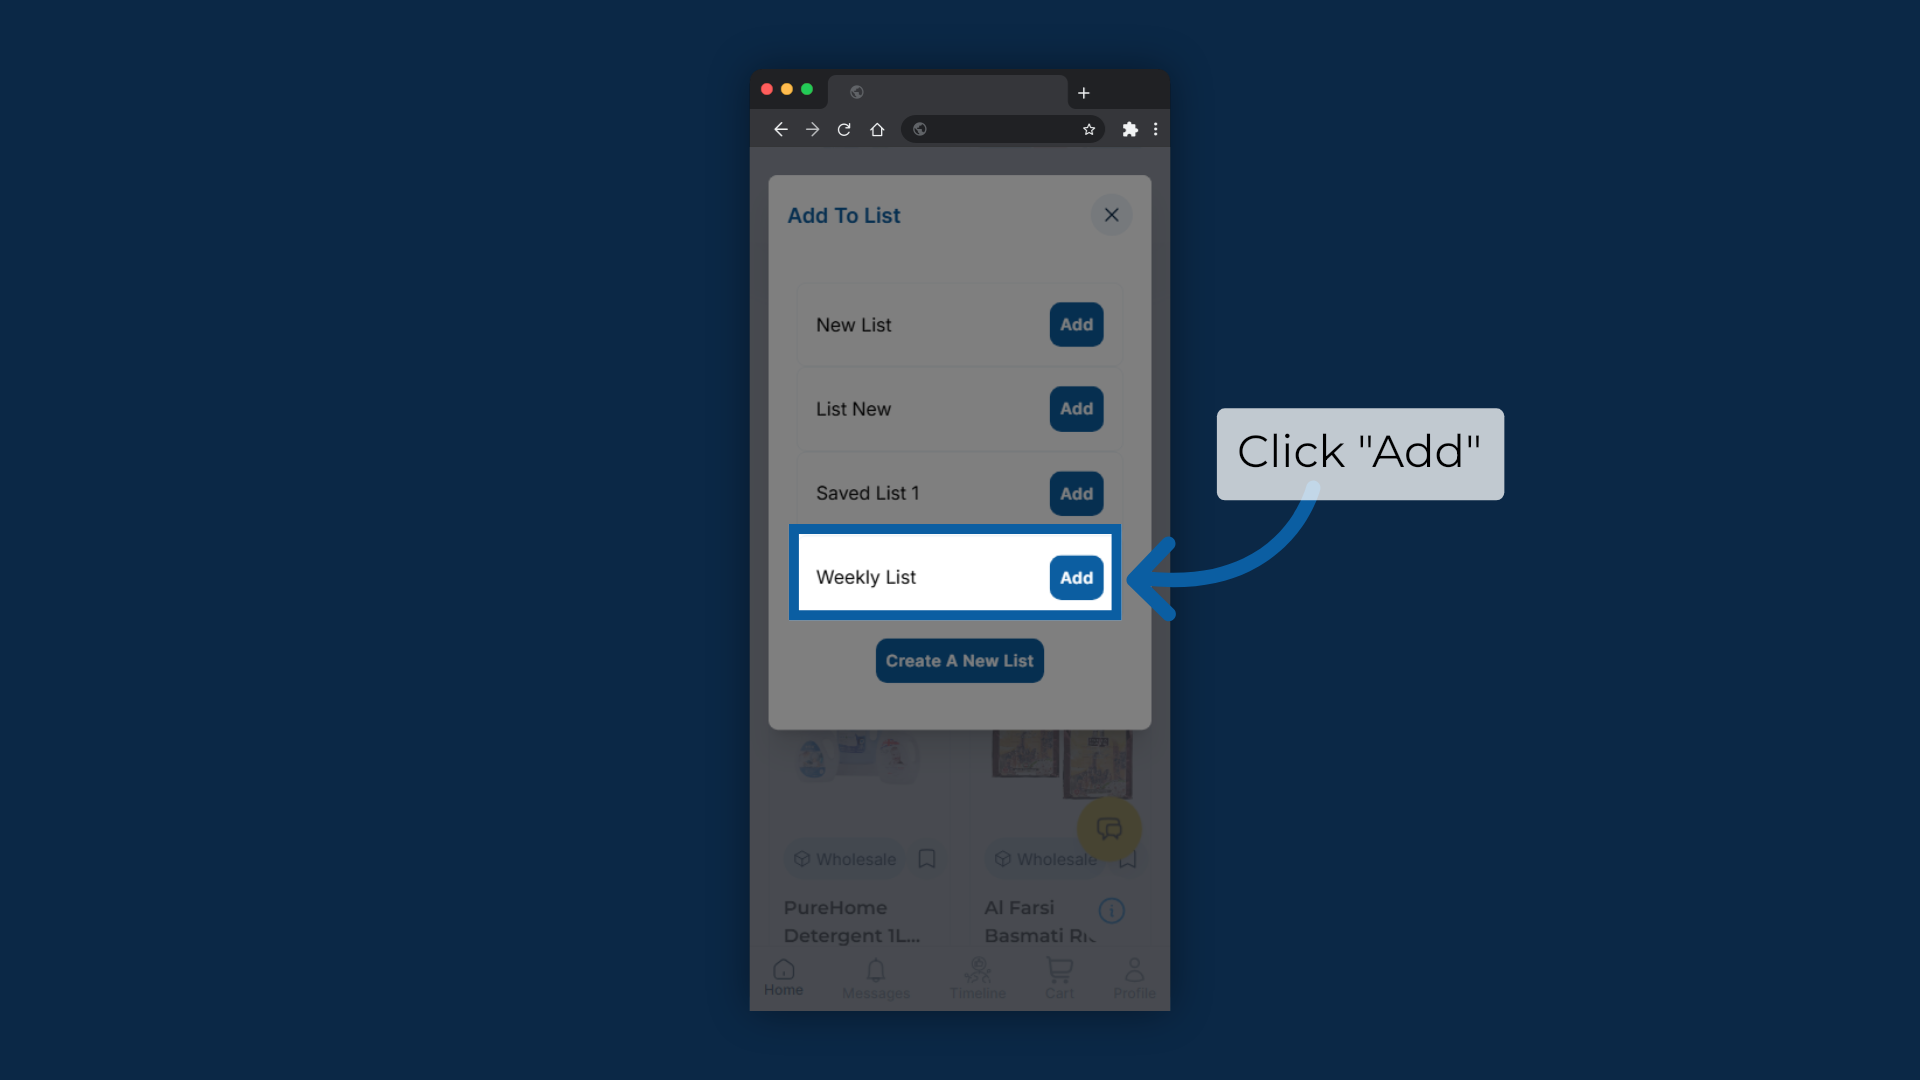 Add To List
New List
Add
List New
Add
Saved List 1
Add
Weekly List
Add
Click "Add"
Create A New List
Wholesale
Wholesale
PureHome
Detergent 1L...
Al Farsi
Basmati
Home
Messages
Timeline
Cart
Profile